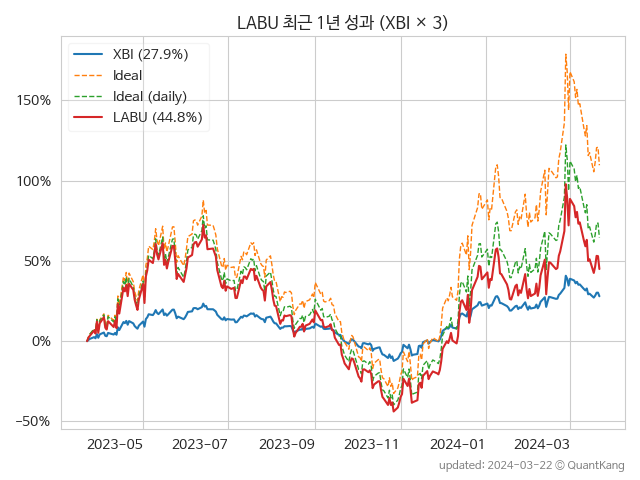 LABU 최근 1년 성과 (XBI × 3)
XBI (27.9%)
Ideal
Ideal (daily)
LABU (44.8%)
150%
100%
50%
0%
−50%
2023-05 2023-07 2023-09 2023-11 2024-01 2024-03
updated: 2024-03-22 © QuantKang